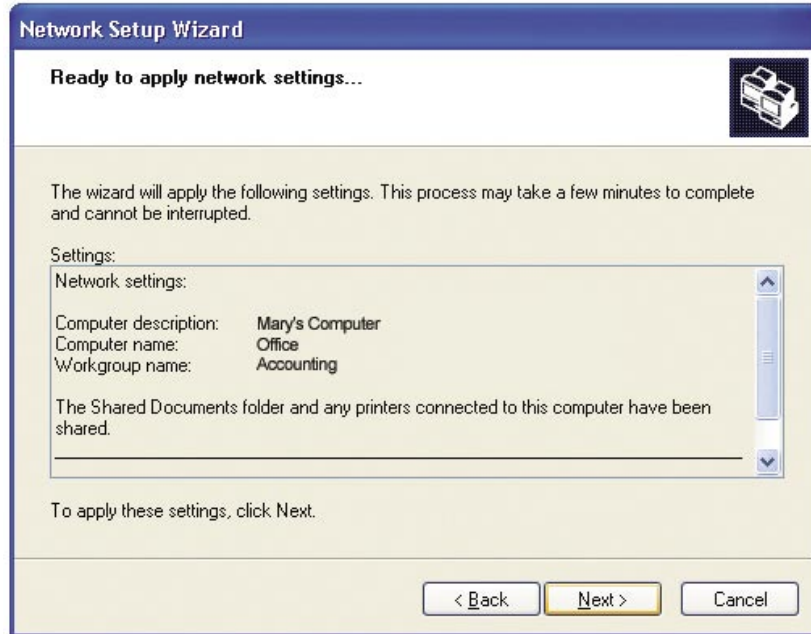 Network Setup Wizard
Ready to apply network settings...
The wizard will apply the following settings. This process may take a few minutes to complete
and cannot be interrupted.
Settings:
Network settings:
Computer description: Mary's Computer
Computer name: Office
Workgroup name: Accounting
The Shared Documents folder and any printers connected to this computer have been
shared.
To apply these settings, click Next.
< Back Next > Cancel